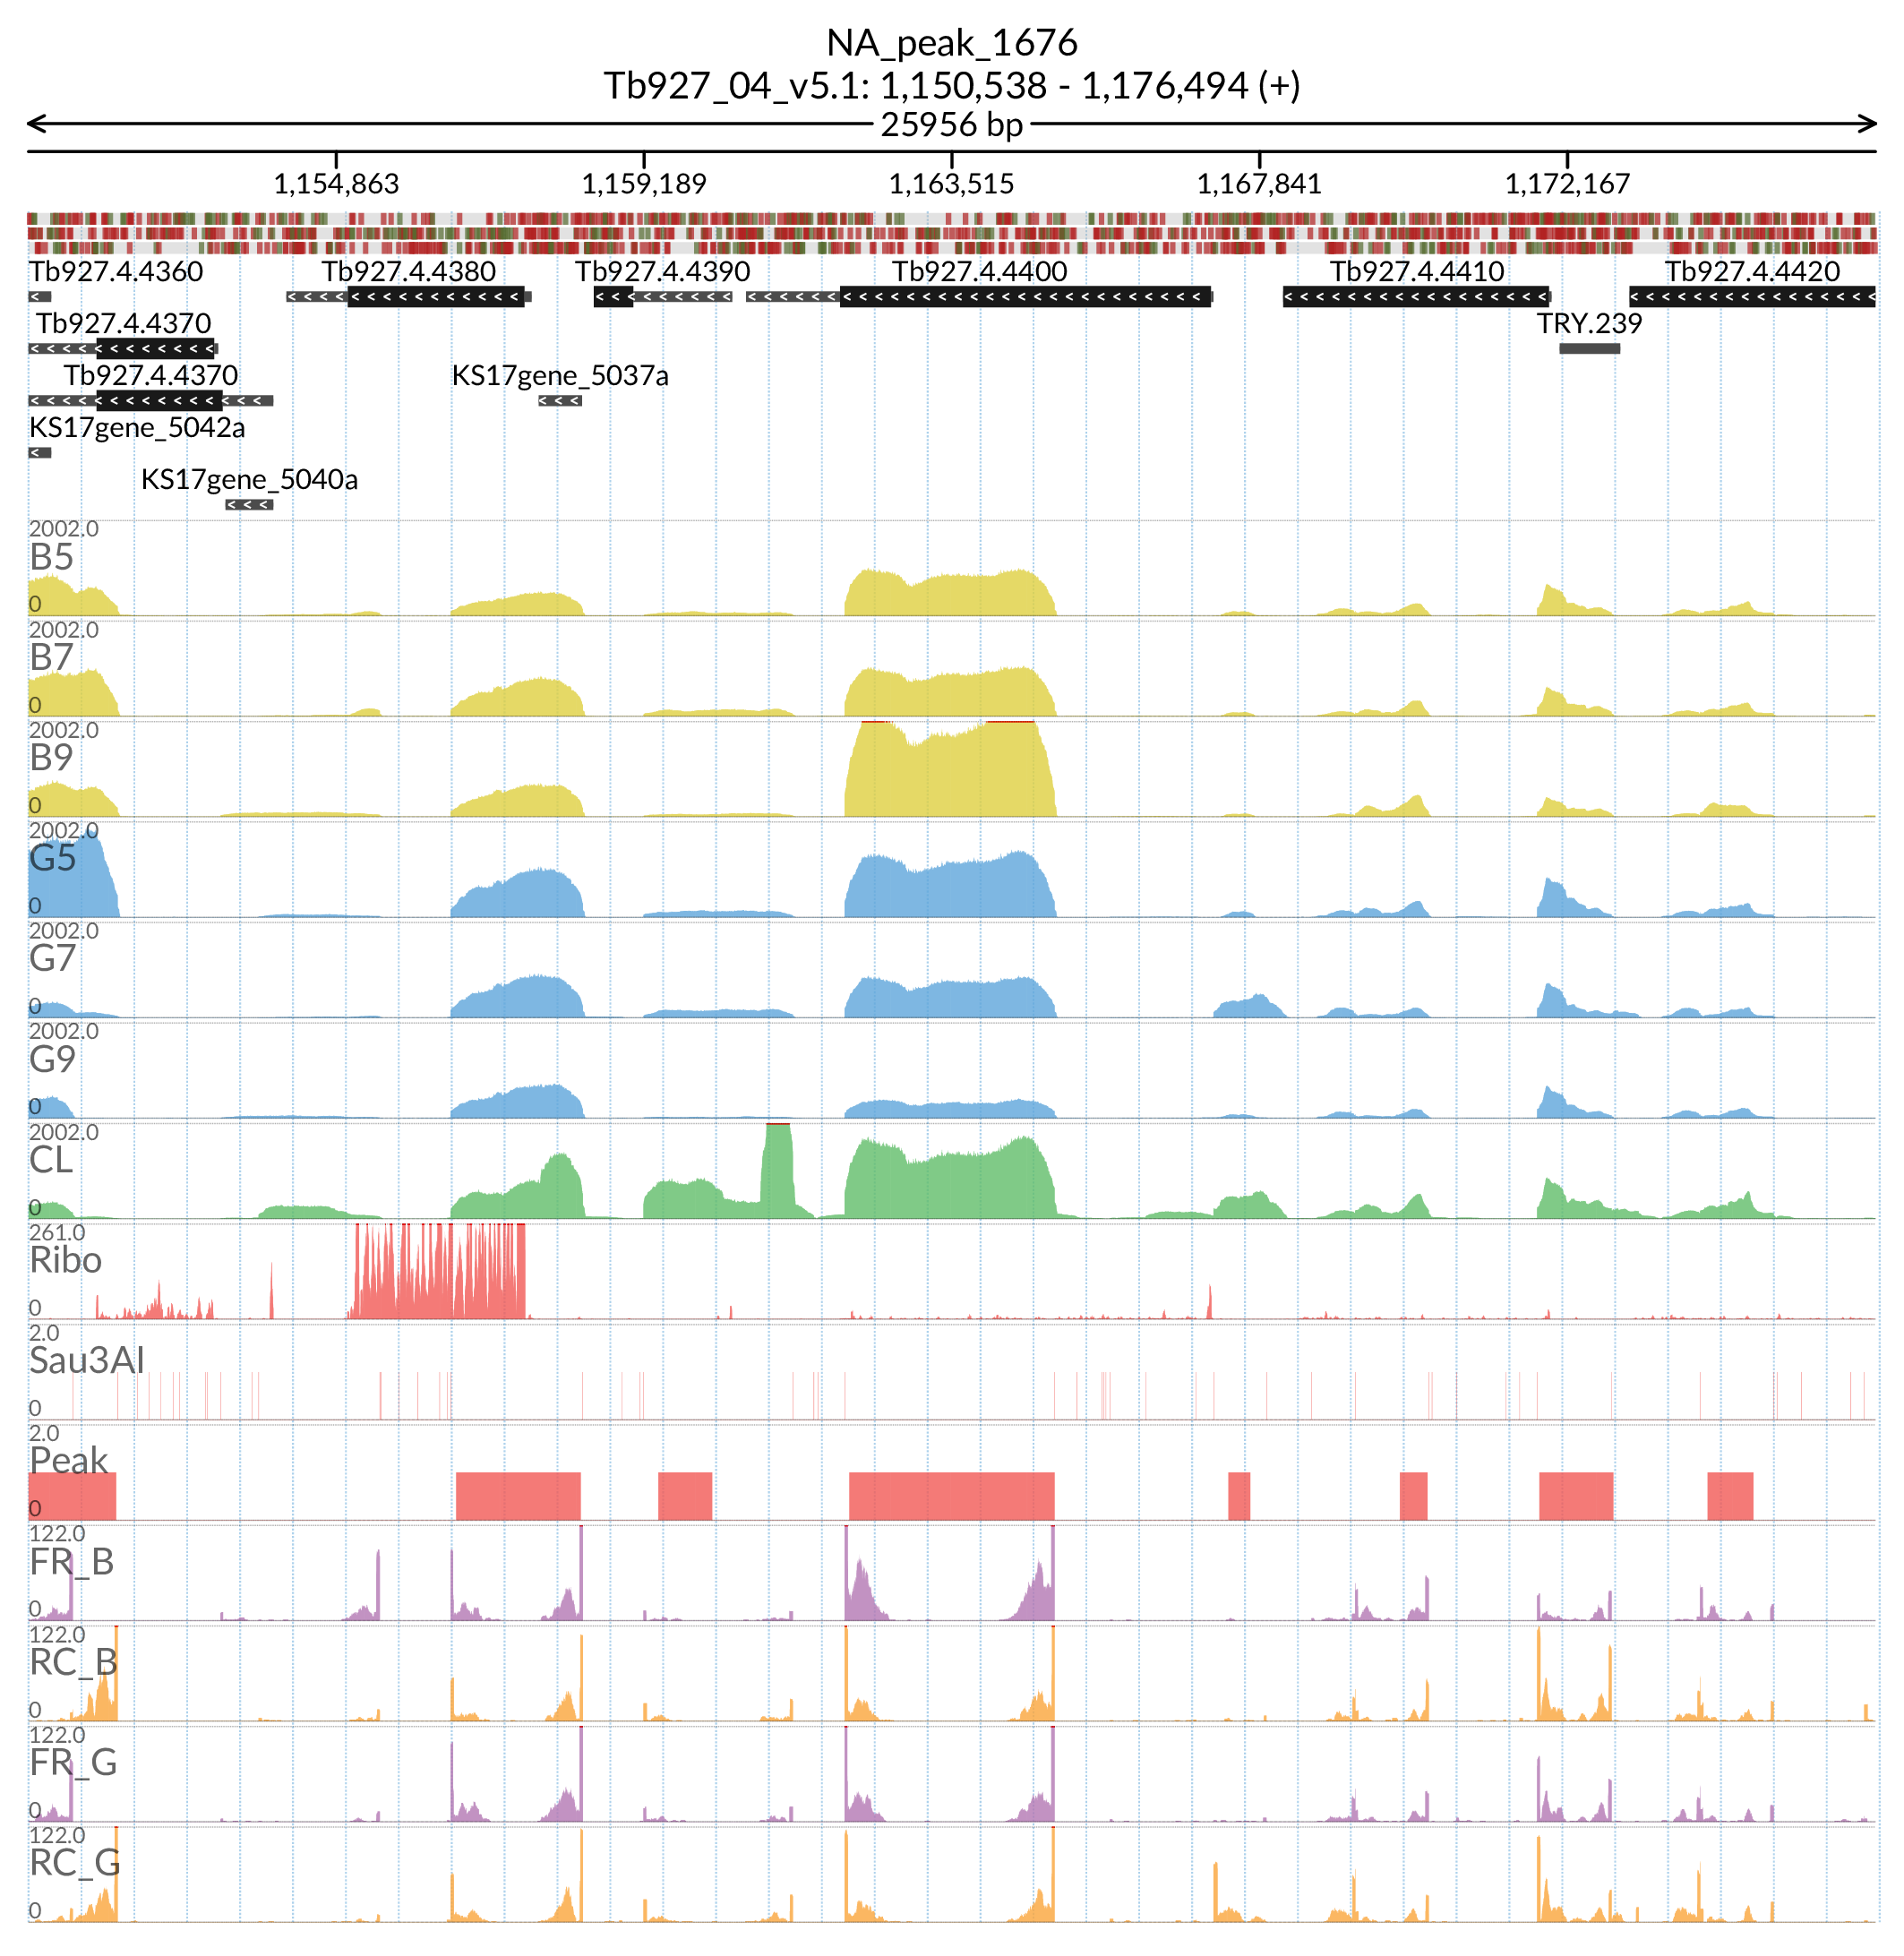 NA_peak_1676
Tb927_04_v5.1: 1,150,538 - 1,176,494 (+)
25956 bp
1,154,863 1,159,189 1,163,515 1,167,841 1,172,167
Tb927.4.4360 Tb927.4.4380 Tb927.4.4390 Tb927.4.4400 Tb927.4.4410 Tb927.4.4420
Tb927.4.4370 TRY.239
Tb927.4.4370 KS17gene_5037a
KS17gene_5042a
KS17gene_5040a
2002.0
B5
0
2002.0
B7
0
2002.0
B9
0
2002.0
G5
0
2002.0
G7
0
2002.0
G9
0
2002.0
CL
0
261.0
Ribo
0
2.0
Sau3AI
0
2.0
Peak
0
122.0
FR_B
0
122.0
RC_B
0
122.0
FR_G
0
122.0
RC_G
0